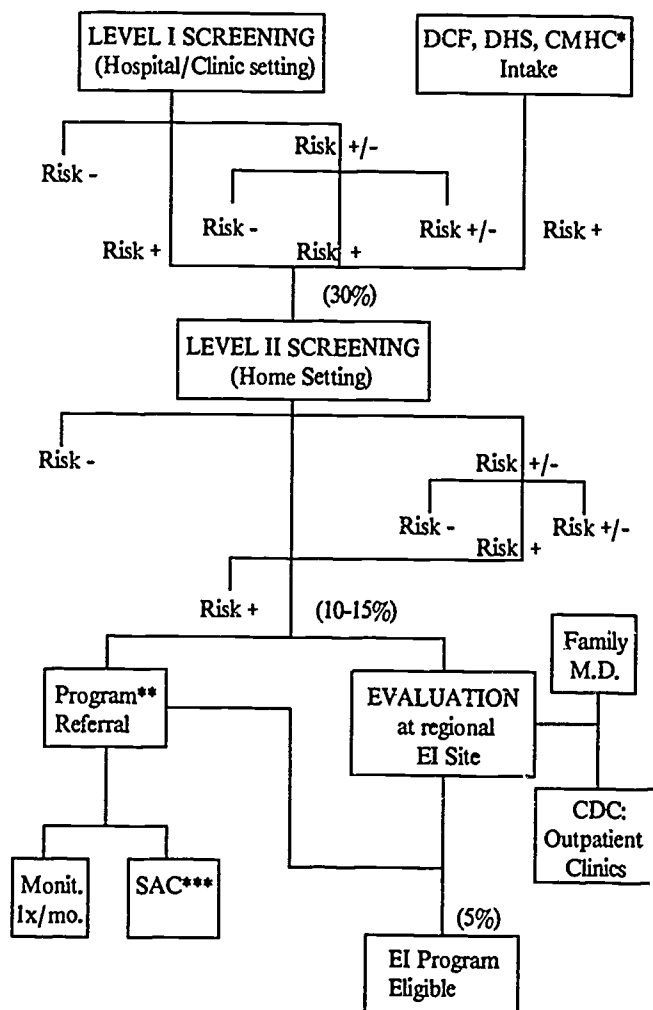 LEVEL I SCREENING
(Hospital/Clinic setting)
DCF, DHS, CMHC*
Intake
Risk -
Risk +/-
Risk -
Risk +/-
Risk +
Risk +
Risk +
(30%)
LEVEL II SCREENING
(Home Setting)
Risk -
Risk +/-
Risk -
Risk +/-
Risk +
Risk +
(10-15%)
Family
M.D.
Program**
Referral
EVALUATION
at regional
EI Site
CDC:
Outpatient
Clinics
Monit.
1x/mo.
SAC***
(5%)
EI Program
Eligible